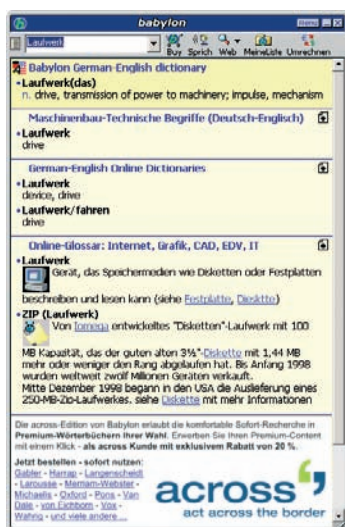 babylon
Menu
Laufwerk
Buy Sprich Web MeineListe Umrechnen
Babylon German-English dictionary
•Laufwerk(das)
n. drive, transmission of power to machinery; impulse, mechanism
Maschinenbau-Technische Begriffe (Deutsch-Englisch)
•Laufwerk
drive
German-English Online Dictionaries
•Laufwerk
device, drive
•Laufwerk/fahren
drive
Online-Glossar: Internet, Grafik, CAD, EDV, IT
•Laufwerk
Gerät, das Speichermedien wie Disketten oder Festplatten
beschreiben und lesen kann (siehe Festplatte, Diesktte)
•ZIP (Laufwerk)
Von Iomega entwickeltes "Disketten"-Laufwerk mit 100
MB Kapazität, das der guten alten 3½"-Diskette mit 1,44 MB
mehr oder weniger den Rang abgelaufen hat. Bis Anfang 1998
wurden weltweit zwölf Millionen Geräten verkauft.
Mitte Dezember 1998 begann in den USA die Auslieferung eines
250-MB-Zip-Laufwerkes. siehe Diskette mit mehr Informationen
Die across-Edition von Babylon erlaubt die komfortable Sofort-Recherche in
Premium-Wörterbüchern Ihrer Wahl. Erwerben Sie Ihren Premium-Content
mit einem Klick - als across Kunde mit exklusivem Rabatt von 20 %.
Jetzt bestellen - sofort nutzen:
Gabler - Harrap - Langenscheidt
- Larousse - Merriam-Webster -
Michaelis - Oxford - Pons - Van
Dale - von Eichborn - Vox -
Wahrig - und viele andere ...
across
act across the border